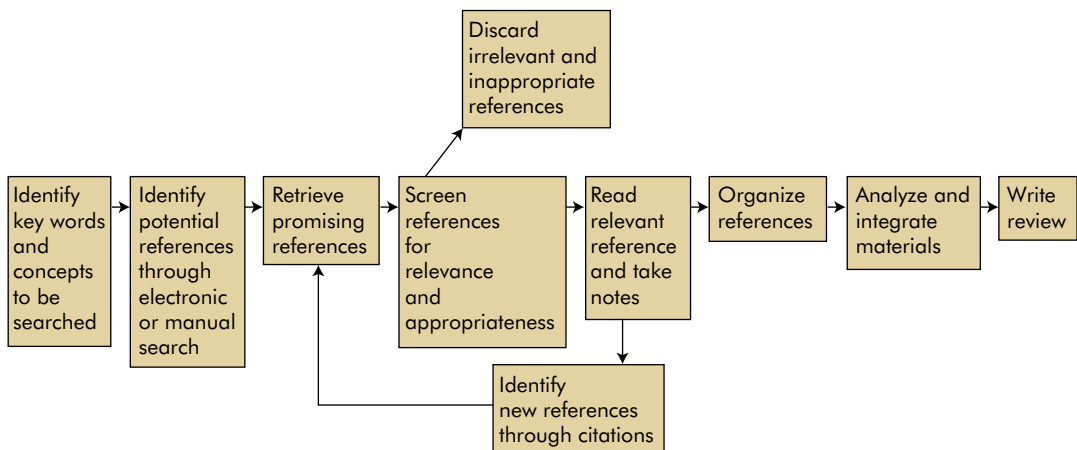 Discard
irrelevant and
inappropriate
references
Identify
key words
and
concepts
to be
searched
Identify
potential
references
through
electronic
or manual
search
Retrieve
promising
references
Screen
references
for
relevance
and
appropriateness
Read
relevant
reference
and take
notes
Organize
references
Analyze and
integrate
materials
Write
review
Identify
new references
through citations